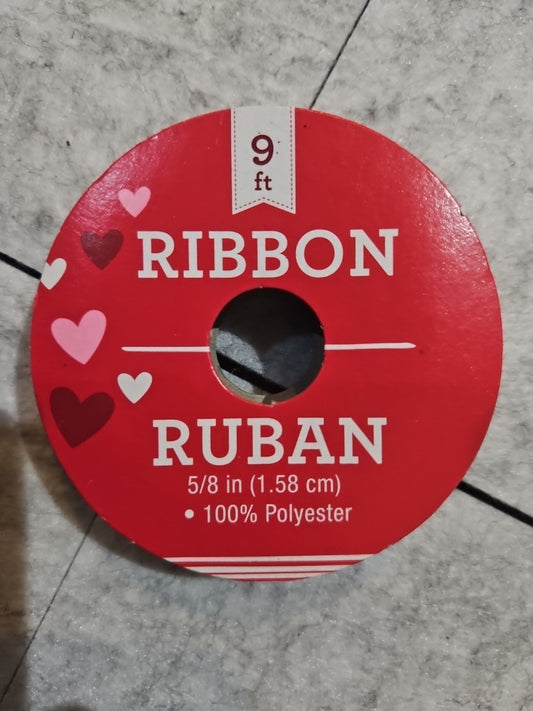 9
ft
RIBBON
RUBAN
5/8 in (1.58 cm)
• 100% Polyester